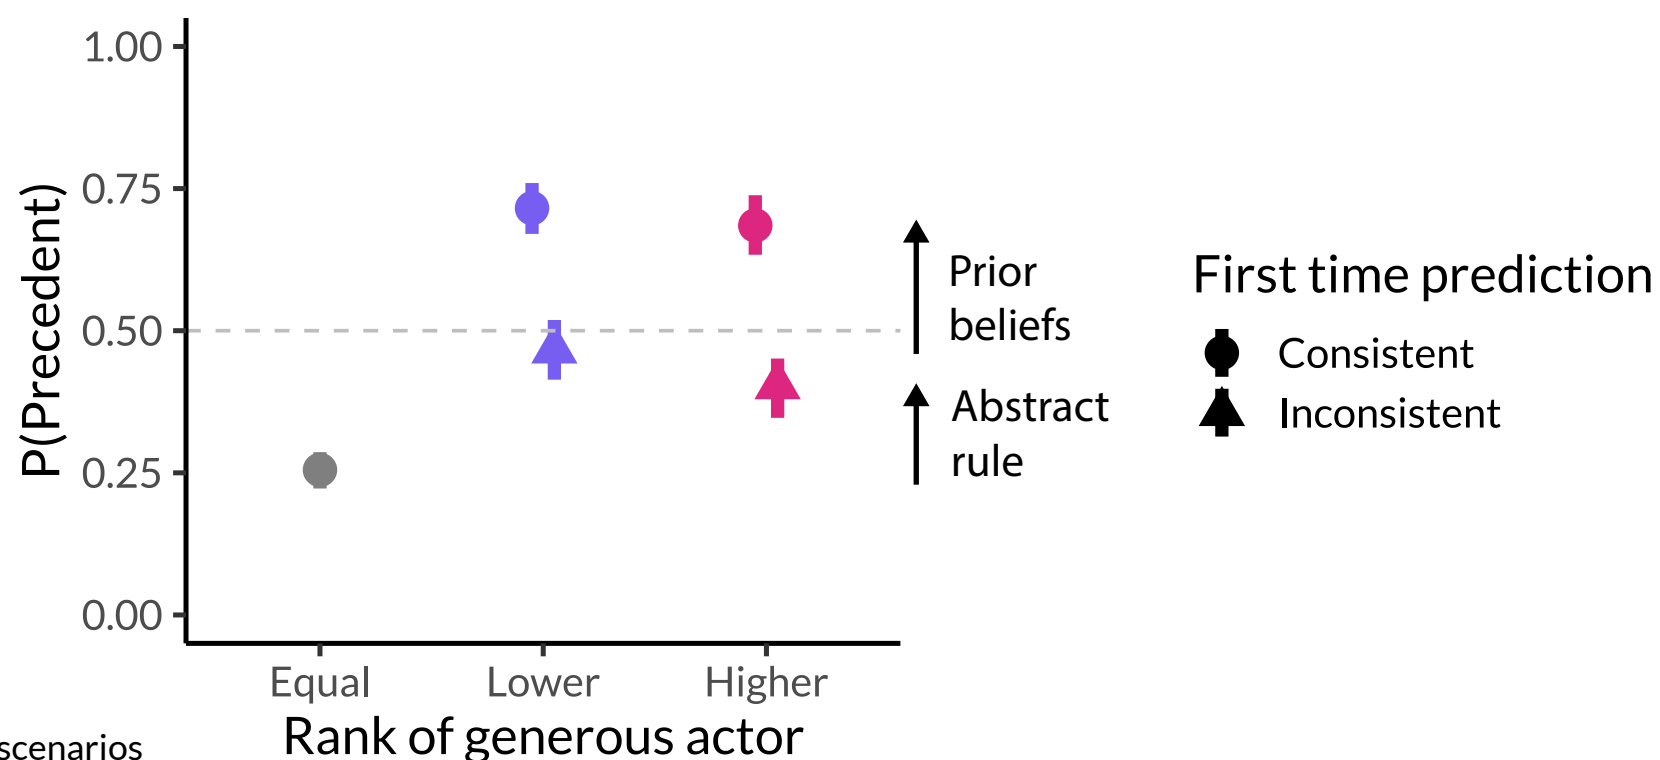 1.00
0.75
0.50
0.25
0.00
P(Precedent)
Equal
Lower
Higher
Rank of generous actor
scenarios
Prior
beliefs
Abstract
rule
First time prediction
Consistent
Inconsistent